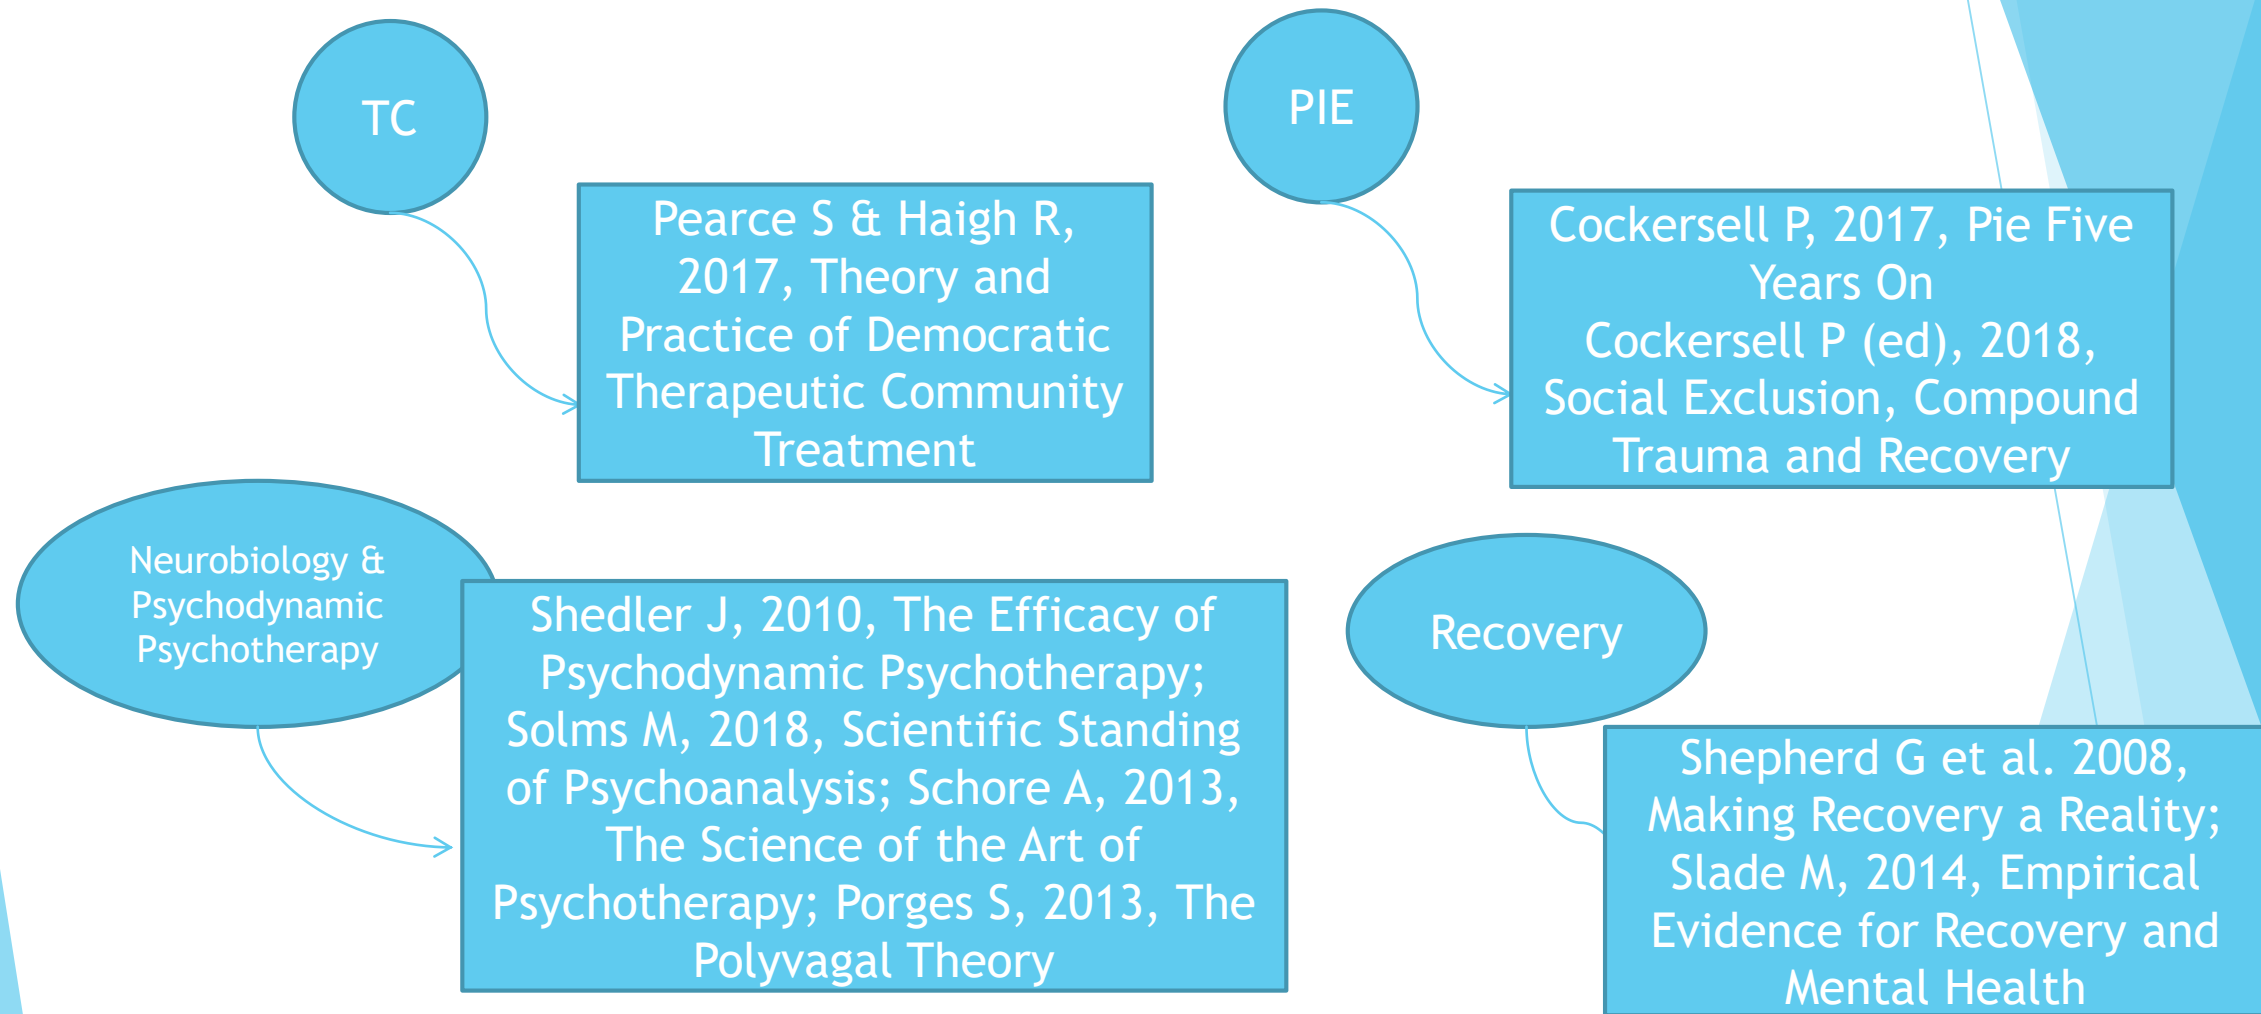 TC
Pearce S & Haigh R,
2017, Theory and
Practice of Democratic
Therapeutic Community
Treatment
PIE
Cockersell P, 2017, Pie Five
Years On
Cockersell P (ed), 2018,
Social Exclusion, Compound
Trauma and Recovery
Neurobiology &
Psychodynamic
Psychotherapy
Shedler J, 2010, The Efficacy of
Psychodynamic Psychotherapy;
Solms M, 2018, Scientific Standing
of Psychoanalysis; Schore A, 2013,
The Science of the Art of
Psychotherapy; Porges S, 2013, The
Polyvagal Theory
Recovery
Shepherd G et al. 2008,
Making Recovery a Reality;
Slade M, 2014, Empirical
Evidence for Recovery and
Mental Health